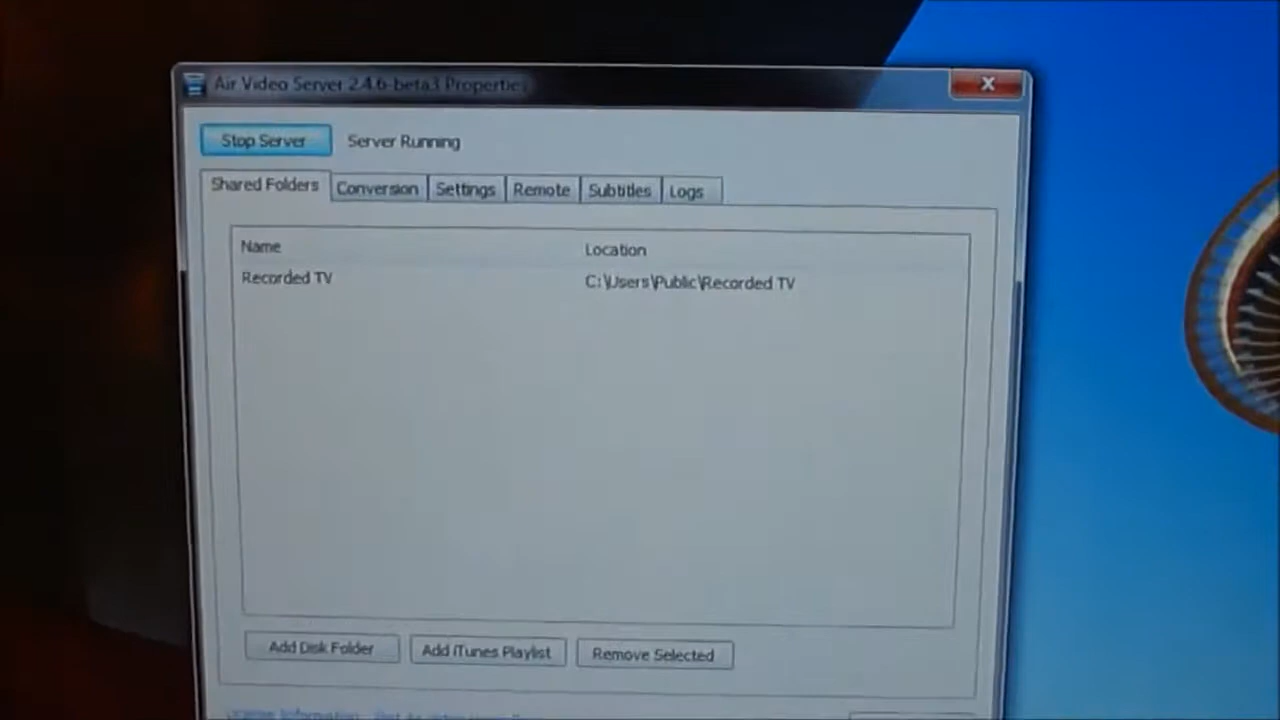 Air Video Server 2.4.6-beta3 Properties
Stop Server Server Running
Shared Folders Conversion Settings Remote Subtitles Logs
Name Location
Recorded TV C:\Users\Public\Recorded TV
Add Disk Folder Add iTunes Playlist Remove Selected